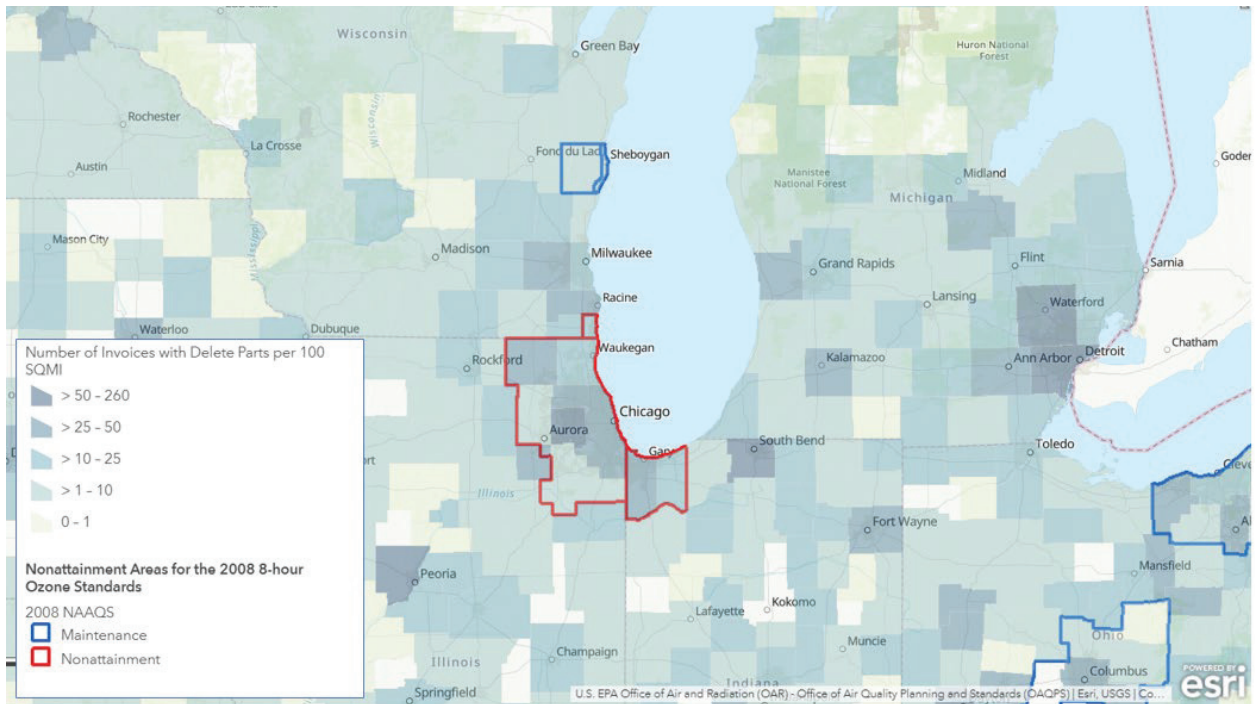 Wisconsin
Green Bay
Huron National
Forest
Rochester
La Crosse
Wisconsin
Fond du Lac
Sheboygan
Austin
Manistee
National Forest
Midland
Michigan
Mississippi
Mason City
Madison
Milwaukee
Grand Rapids
Flint
Sarnia
Racine
Lansing
Waterford
Waterloo
Dubuque
Rockford
Waukegan
Kalamazoo
Ann Arbor
Detroit
Chatham
Chicago
Aurora
Gary
South Bend
Toledo
Illinois
Fort Wayne
Mansfield
Peoria
Lafayette
Kokomo
Muncie
Ohio
Columbus
Champaign
Illinois
Indiana
Springfield
Number of Invoices with Delete Parts per 100
SQMI
> 50 - 260
> 25 - 50
> 10 - 25
> 1 - 10
0 - 1
Nonattainment Areas for the 2008 8-hour
Ozone Standards
2008 NAAQS
Maintenance
Nonattainment
U.S. EPA Office of Air and Radiation (OAR) - Office of Air Quality Planning and Standards (OAQPS) | Esri, USGS | Co...
POWERED BY
esri